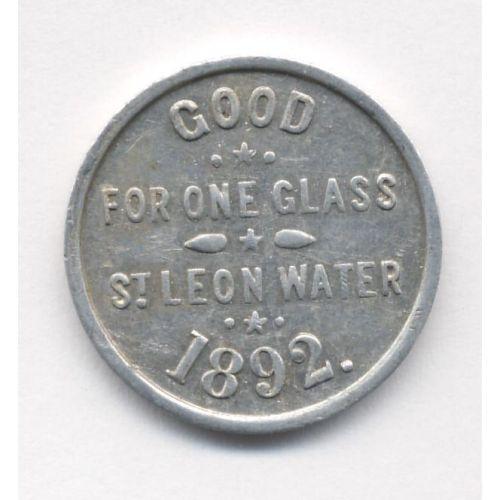 GOOD
FOR ONE GLASS
ST. LEON WATER
1892.